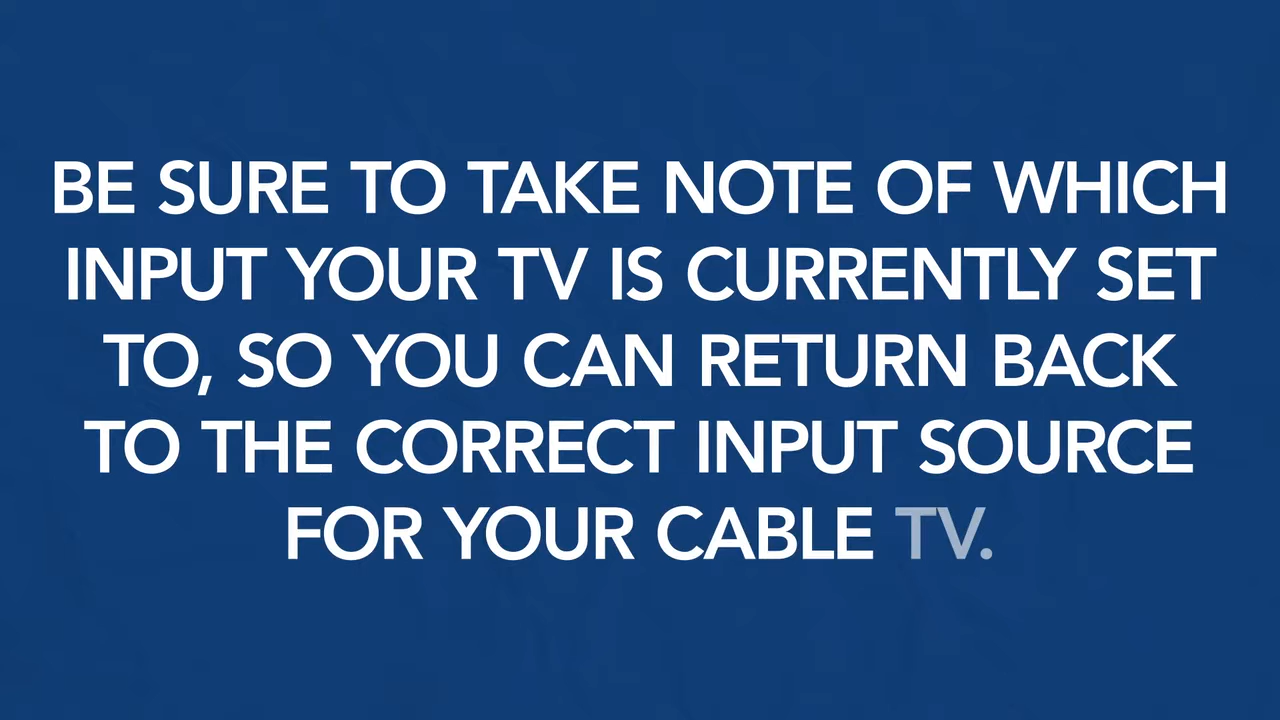 BE SURE TO TAKE NOTE OF WHICH
INPUT YOUR TV IS CURRENTLY SET
TO, SO YOU CAN RETURN BACK
TO THE CORRECT INPUT SOURCE
FOR YOUR CABLE TV.